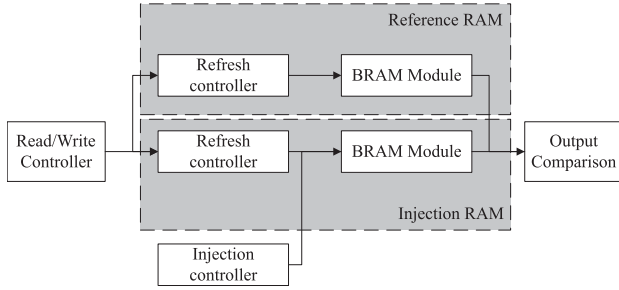 Reference RAM
Refresh
controller
BRAM Module
Read/Write
Controller
Refresh
controller
BRAM Module
Output
Comparison
Injection RAM
Injection
controller